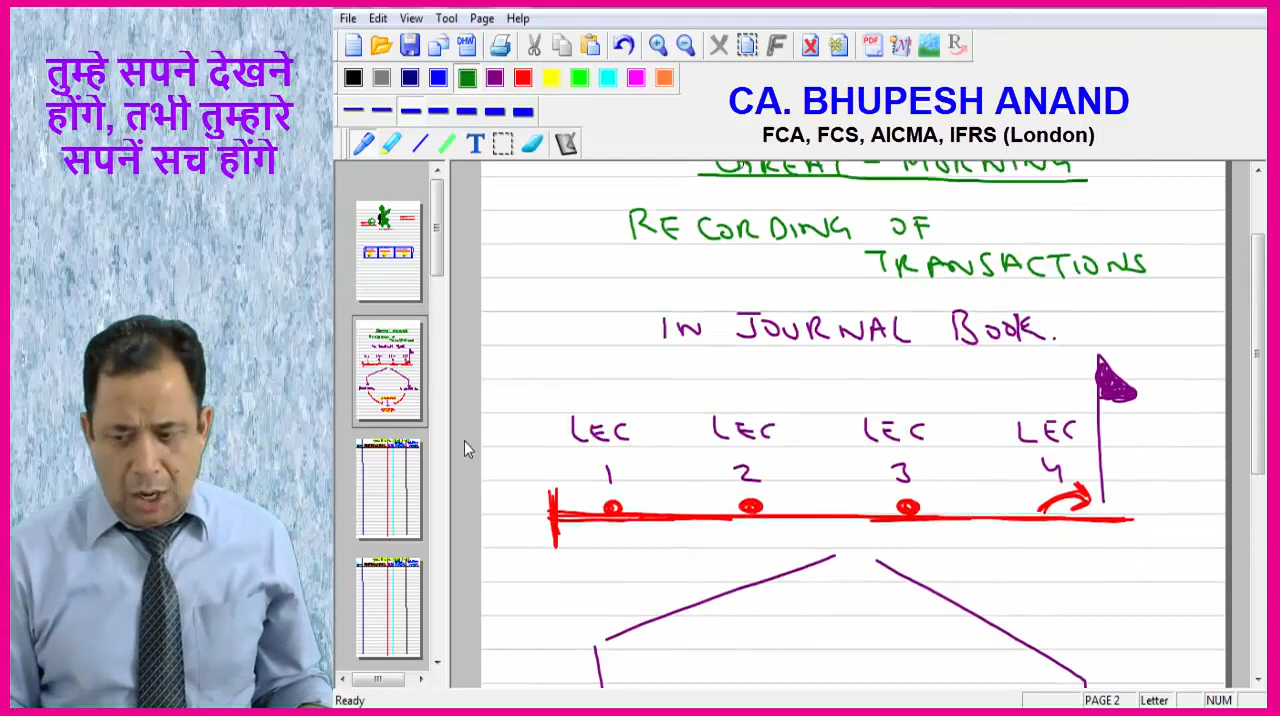 तुम्हे सपने देखने
होंगे, तभी तुम्हारे
सपनें सच होंगे
File Edit View Tool Page Help
CA. BHUPESH ANAND
FCA, FCS, AICMA, IFRS (London)
GREAT - MORNING
RECORDING OF
TRANSACTIONS
IN JOURNAL BOOK.
LEC LEC LEC LEC
1 2 3 4
Ready PAGE 2 Letter NUM